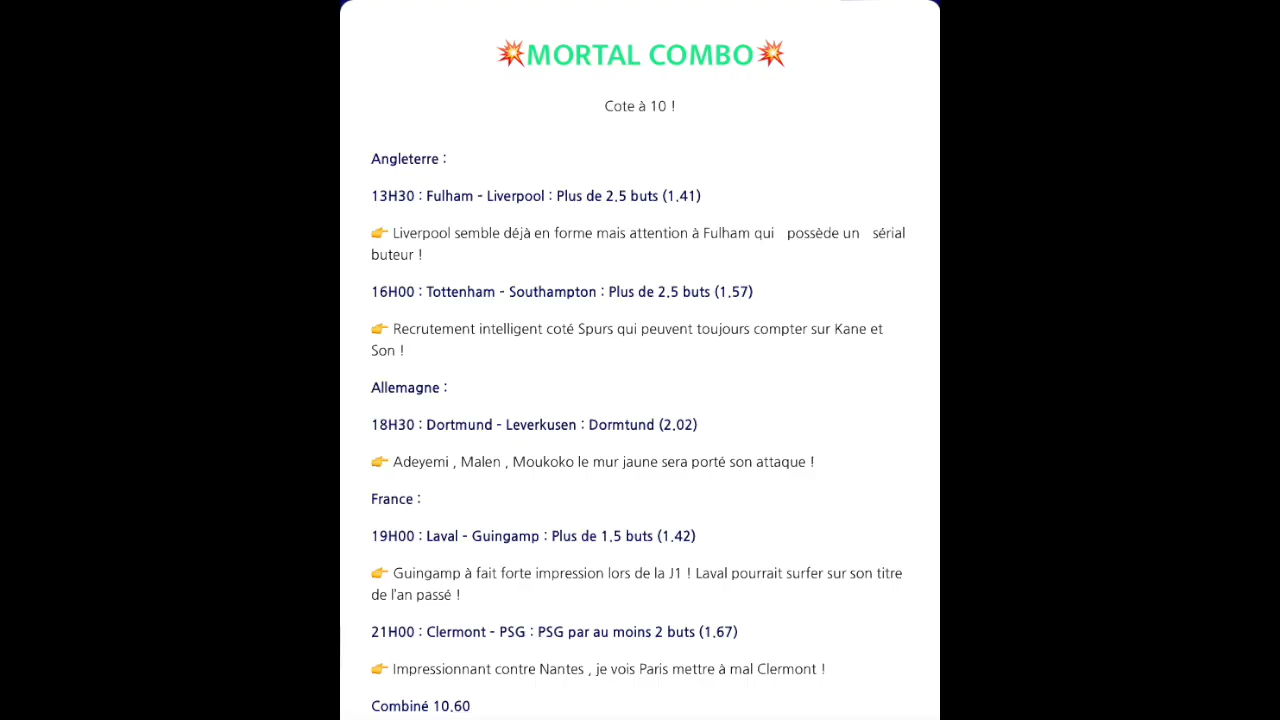 💥MORTAL COMBO💥
Cote à 10 !
Angleterre :
13H30 : Fulham - Liverpool : Plus de 2.5 buts (1.41)
👉 Liverpool semble déjà en forme mais attention à Fulham qui possède un sérial
buteur !
16H00 : Tottenham - Southampton : Plus de 2.5 buts (1.57)
👉 Recrutement intelligent coté Spurs qui peuvent toujours compter sur Kane et
Son !
Allemagne :
18H30 : Dortmund - Leverkusen : Dormtund (2.02)
👉 Adeyemi , Malen , Moukoko le mur jaune sera porté son attaque !
France :
19H00 : Laval - Guingamp : Plus de 1.5 buts (1.42)
👉 Guingamp à fait forte impression lors de la J1 ! Laval pourrait surfer sur son titre
de l'an passé !
21H00 : Clermont - PSG : PSG par au moins 2 buts (1.67)
👉 Impressionnant contre Nantes , je vois Paris mettre à mal Clermont !
Combiné 10.60